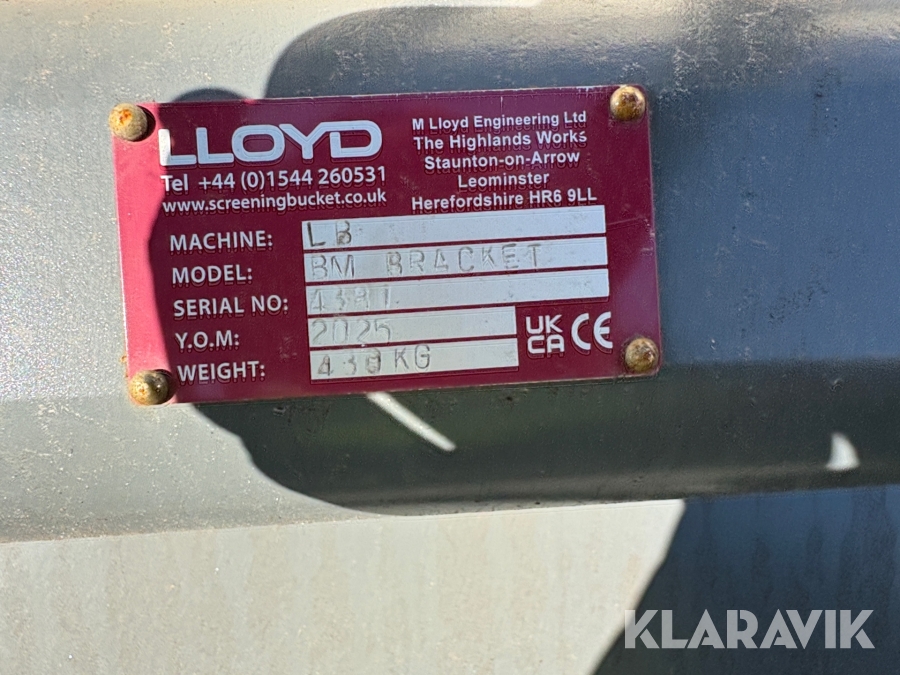 LLOYD
Tel +44 (0)1544 260531
www.screeningbucket.co.uk
M Lloyd Engineering Ltd
The Highlands Works
Staunton-on-Arrow
Leominster
Herefordshire HR6 9LL
MACHINE: LB
MODEL: BM BRACKET
SERIAL NO:
Y.O.M: 2025
WEIGHT:
UK
CA CE
KLARAVIK